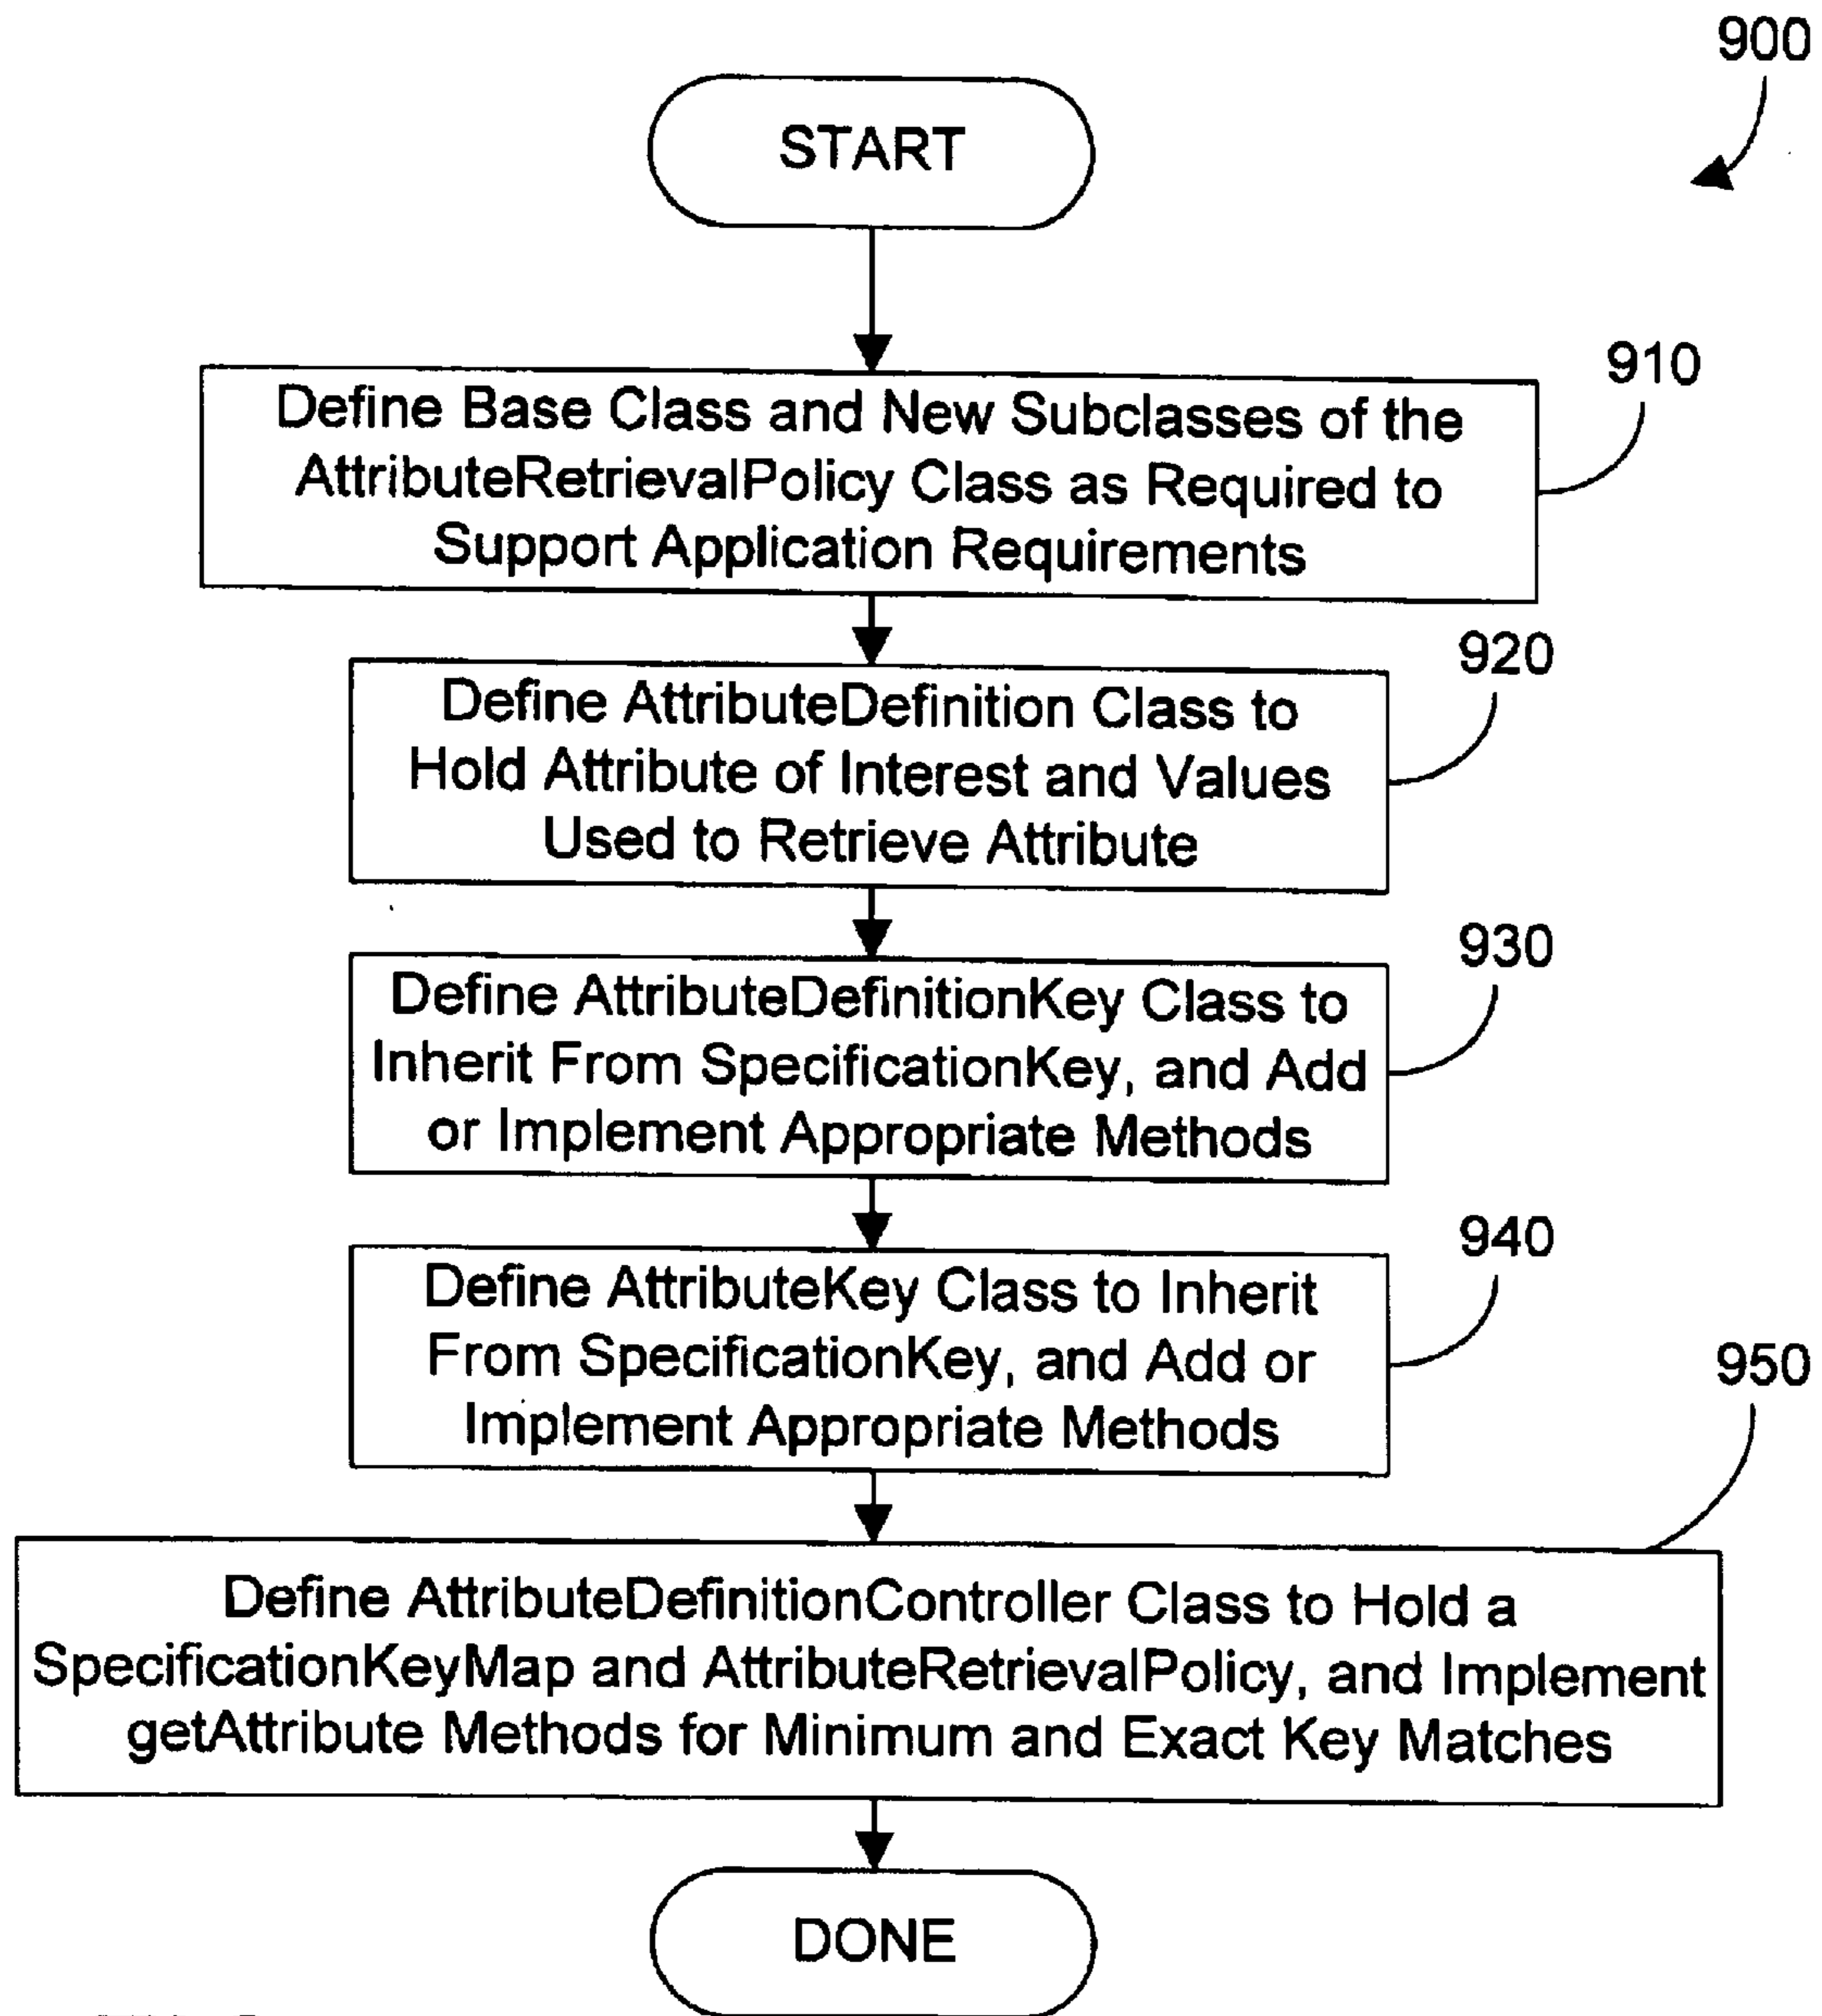 900
START
910
Define Base Class and New Subclasses of the
AttributeRetrievalPolicy Class as Required to
Support Application Requirements
920
Define AttributeDefinition Class to
Hold Attribute of Interest and Values
Used to Retrieve Attribute
930
Define AttributeDefinitionKey Class to
Inherit From SpecificationKey, and Add
or Implement Appropriate Methods
940
Define AttributeKey Class to Inherit
From SpecificationKey, and Add or
Implement Appropriate Methods
950
Define AttributeDefinitionController Class to Hold a
SpecificationKeyMap and AttributeRetrievalPolicy, and Implement
getAttribute Methods for Minimum and Exact Key Matches
DONE